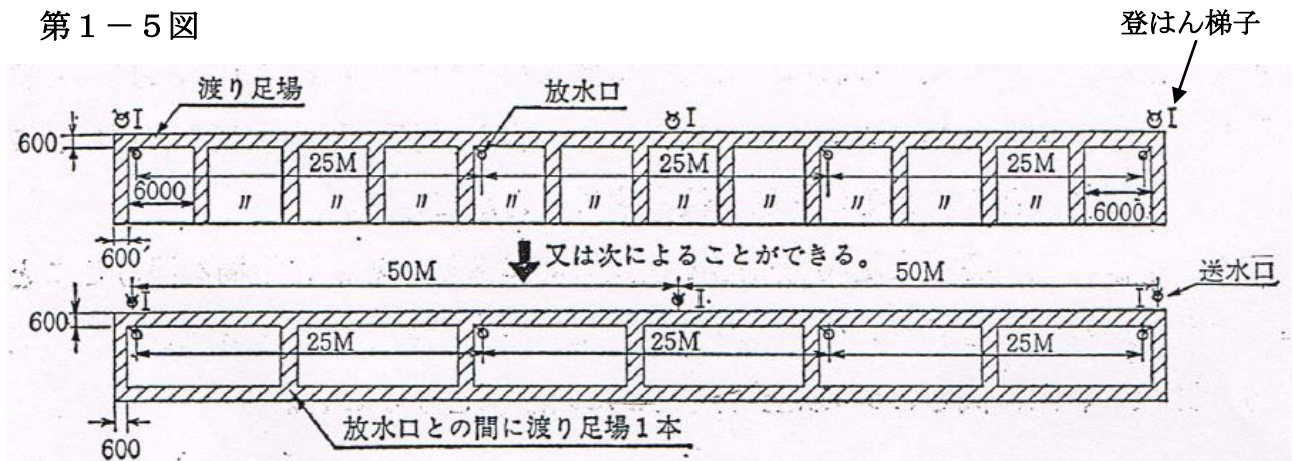 第１－５図
登はん梯子
渡り足場
放水口
I
I
I
600
25M
25M
25M
6000
〃
〃
〃
〃
〃
〃
〃
〃
〃
〃
6000
600
又は次によることができる。
50M
50M
送水口
I
I
I
600
25M
25M
25M
600
放水口との間に渡り足場１本